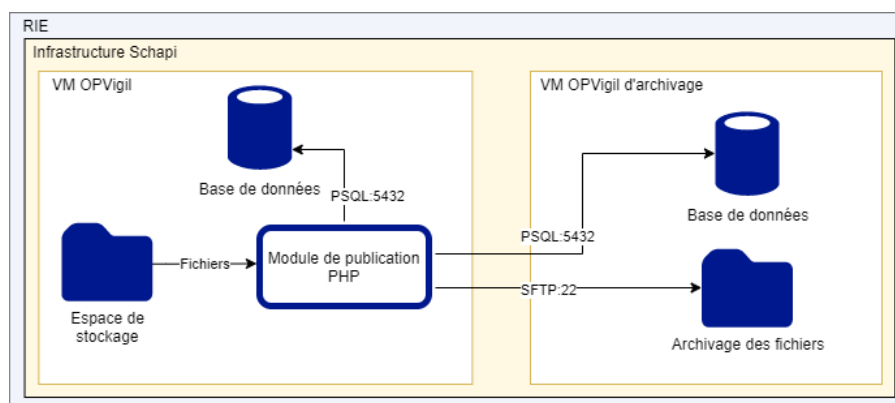 RIE
Infrastructure Schapi
VM OPVigil
Base de données
PSQL:5432
Espace de
stockage
Fichiers
Module de publication
PHP
PSQL:5432
SFTP:22
VM OPVigil d'archivage
Base de données
Archivage des fichiers